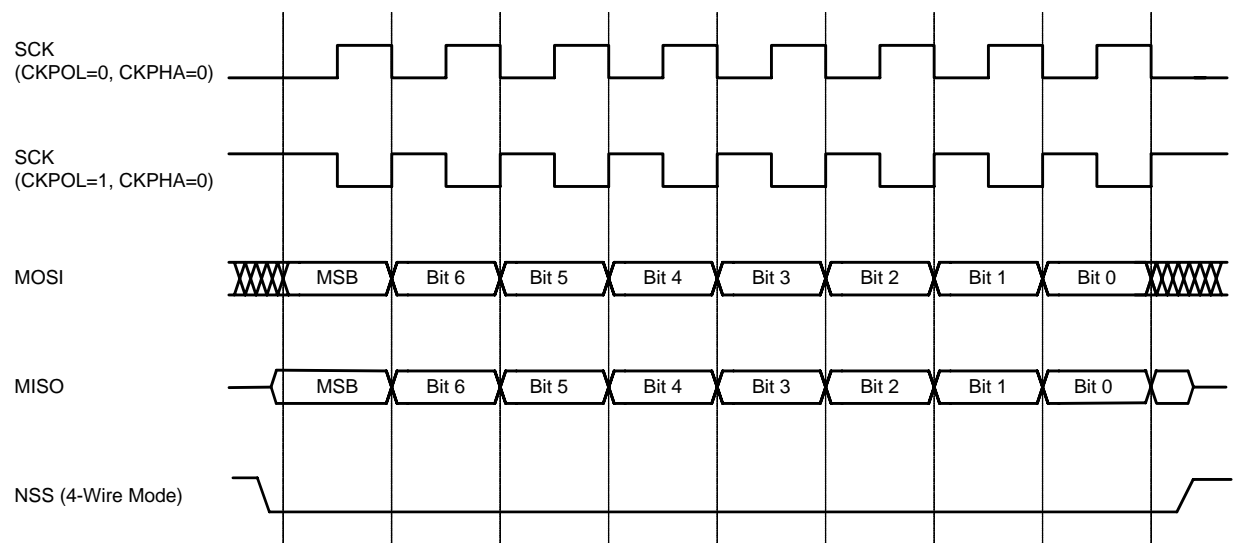 SCK
(CKPOL=0, CKPHA=0)
SCK
(CKPOL=1, CKPHA=0)
MOSI
MSB Bit 6 Bit 5 Bit 4 Bit 3 Bit 2 Bit 1 Bit 0
MISO
MSB Bit 6 Bit 5 Bit 4 Bit 3 Bit 2 Bit 1 Bit 0
NSS (4-Wire Mode)